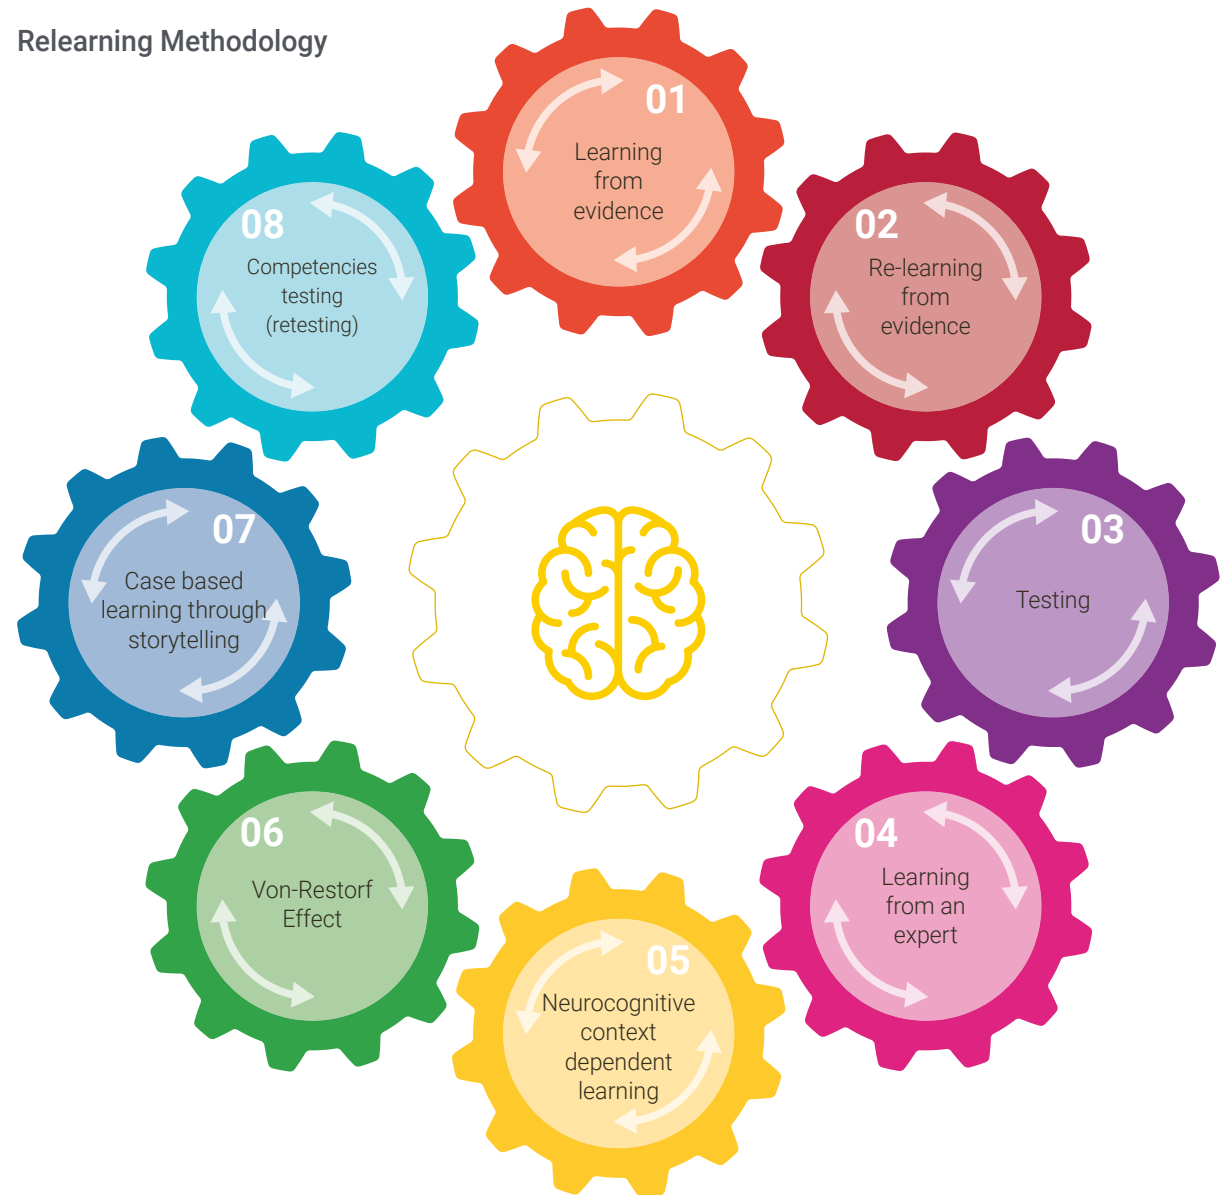 Relearning Methodology
01
Learning
from
evidence
02
Re-learning
from
evidence
03
Testing
04
Learning
from an
expert
05
Neurocognitive
context
dependent
learning
06
Von-Restorf
Effect
07
Case based
learning through
storytelling
08
Competencies
testing
(retesting)